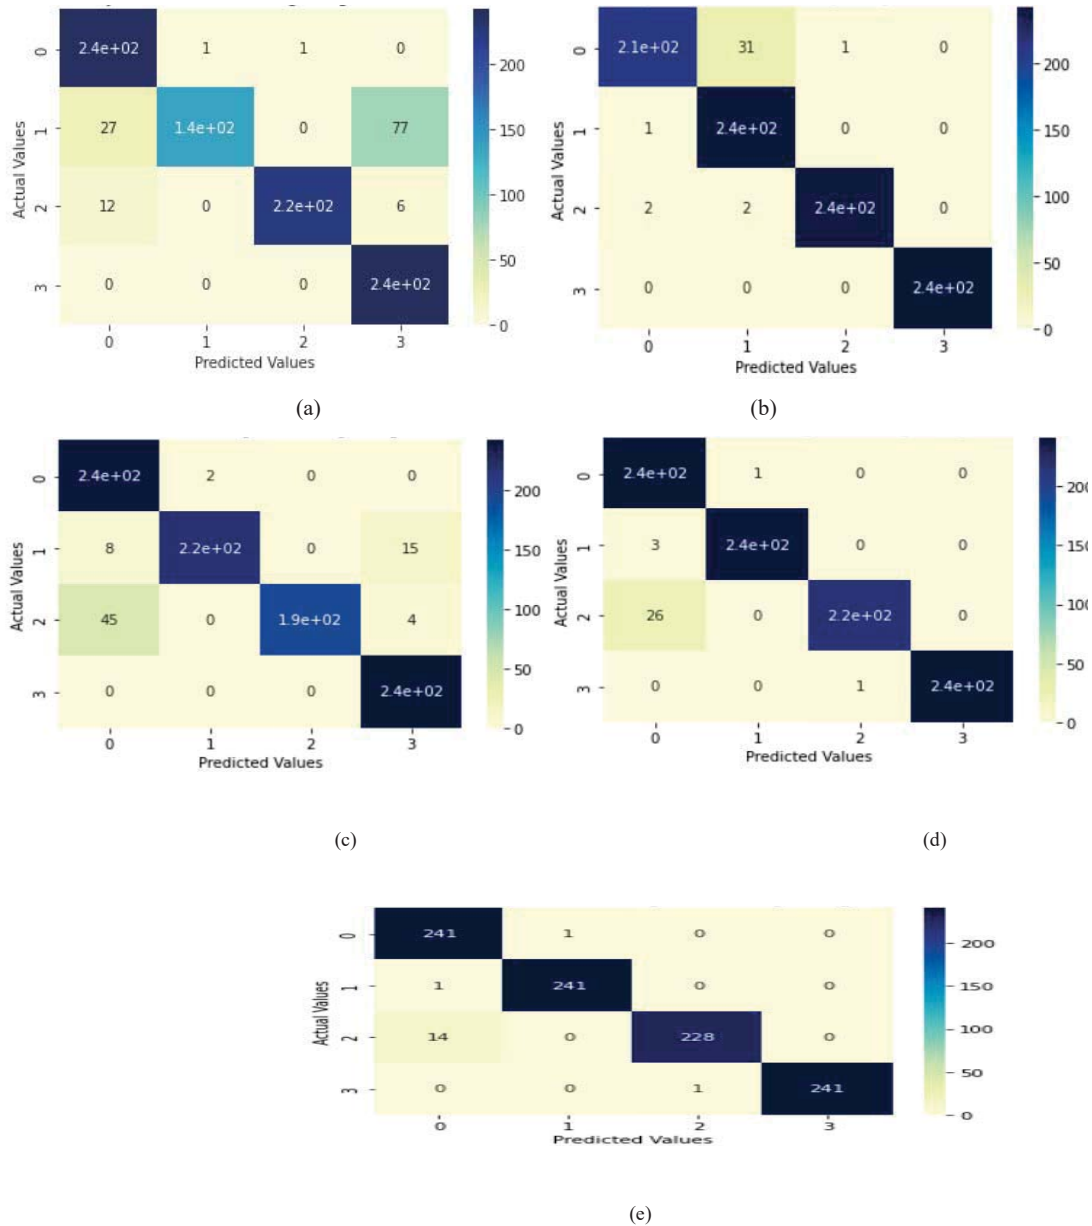 0 2.4e+02 1 1 0
1 27 1.4e+02 0 77
2 12 0 2.2e+02 6
3 0 0 0 2.4e+02
0 1 2 3
Predicted Values
Actual Values
200
150
100
50
0
(a)
0 2.1e+02 31 1 0
1 1 2.4e+02 0 0
2 2 2 2.4e+02 0
3 0 0 0 2.4e+02
0 1 2 3
Predicted Values
Actual Values
200
150
100
50
0
(b)
0 2.4e+02 2 0 0
1 8 2.2e+02 0 15
2 45 0 1.9e+02 4
3 0 0 0 2.4e+02
0 1 2 3
Predicted Values
Actual Values
200
150
100
50
0
(c)
0 2.4e+02 1 0 0
1 3 2.4e+02 0 0
2 26 0 2.2e+02 0
3 0 0 1 2.4e+02
0 1 2 3
Predicted Values
Actual Values
200
150
100
50
0
(d)
0 241 1 0 0
1 1 241 0 0
2 14 0 228 0
3 0 0 1 241
0 1 2 3
Predicted Values
Actual Values
200
150
100
50
0
(e)